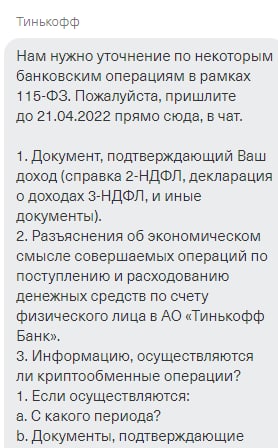 Тинькофф
Нам нужно уточнение по некоторым
банковским операциям в рамках
115-ФЗ. Пожалуйста, пришлите
до 21.04.2022 прямо сюда, в чат.
1. Документ, подтверждающий Ваш
доход (справка 2-НДФЛ, декларация
о доходах 3-НДФЛ, и иные
документы).
2. Разъяснения об экономическом
смысле совершаемых операций по
поступлению и расходованию
денежных средств по счету
физического лица в АО «Тинькофф
Банк».
3. Информацию, осуществляются
ли криптообменные операции?
1. Если осуществляются:
a. С какого периода?
b. Документы, подтверждающие